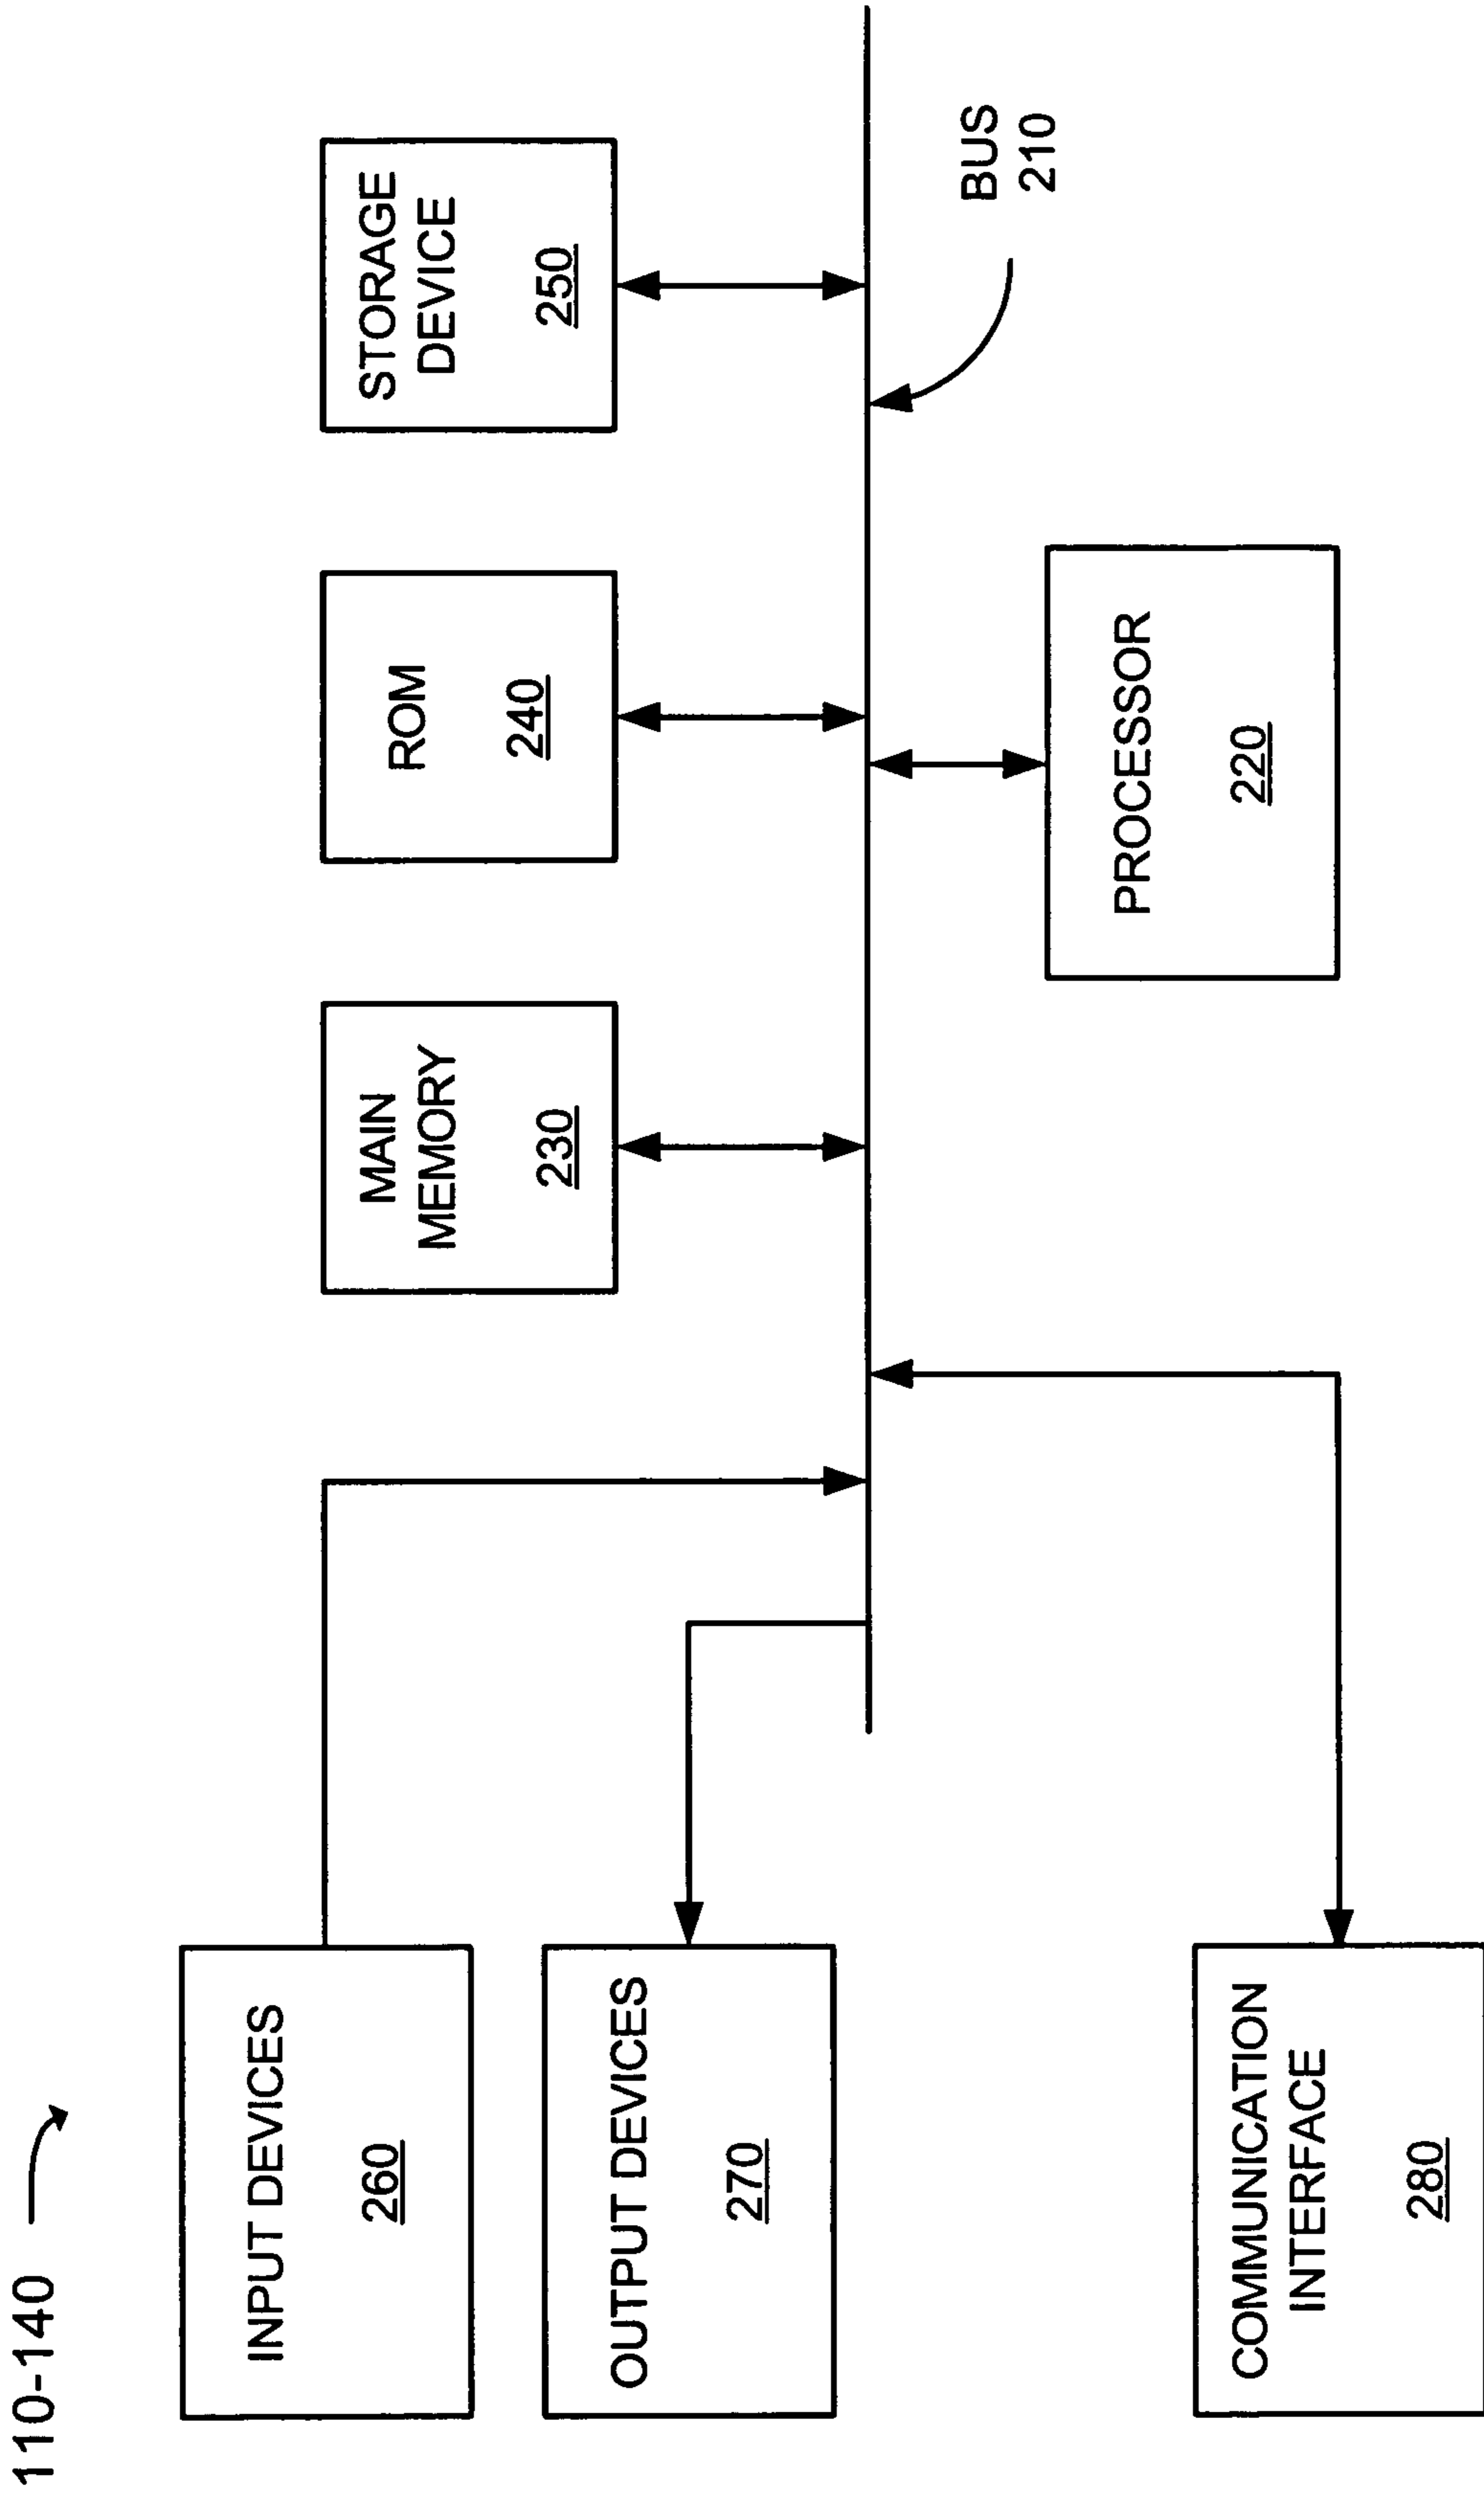 110-140
INPUT DEVICES
260
OUTPUT DEVICES
270
COMMUNICATION
INTERFACE
280
MAIN
MEMORY
230
ROM
240
STORAGE
DEVICE
250
BUS
210
PROCESSOR
220